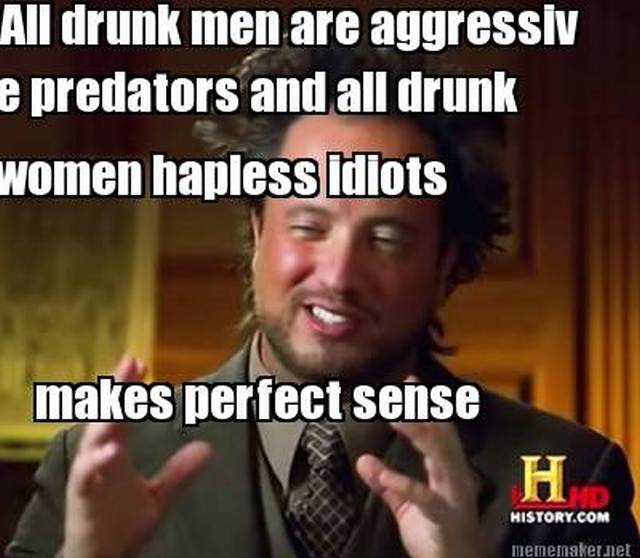 All drunk men are aggressiv
e predators and all drunk
women hapless idiots
makes perfect sense
H HD
HISTORY.COM
mememaker.net